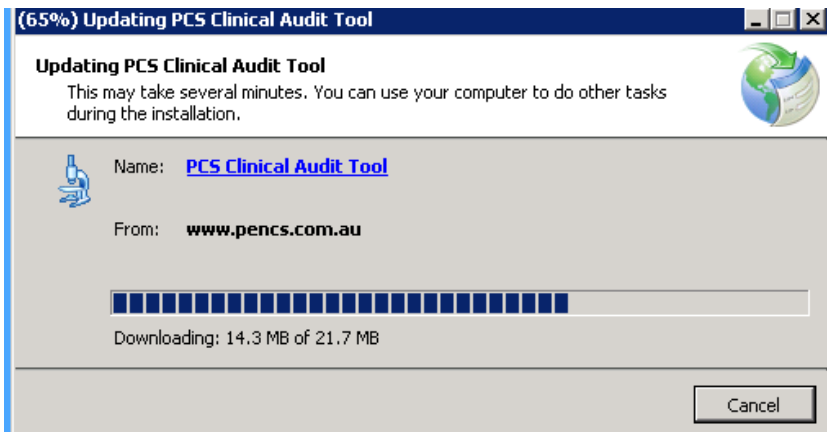 (65%) Updating PCS Clinical Audit Tool
Updating PCS Clinical Audit Tool
This may take several minutes. You can use your computer to do other tasks
during the installation.
Name: PCS Clinical Audit Tool
From: www.pencs.com.au
Downloading: 14.3 MB of 21.7 MB
Cancel